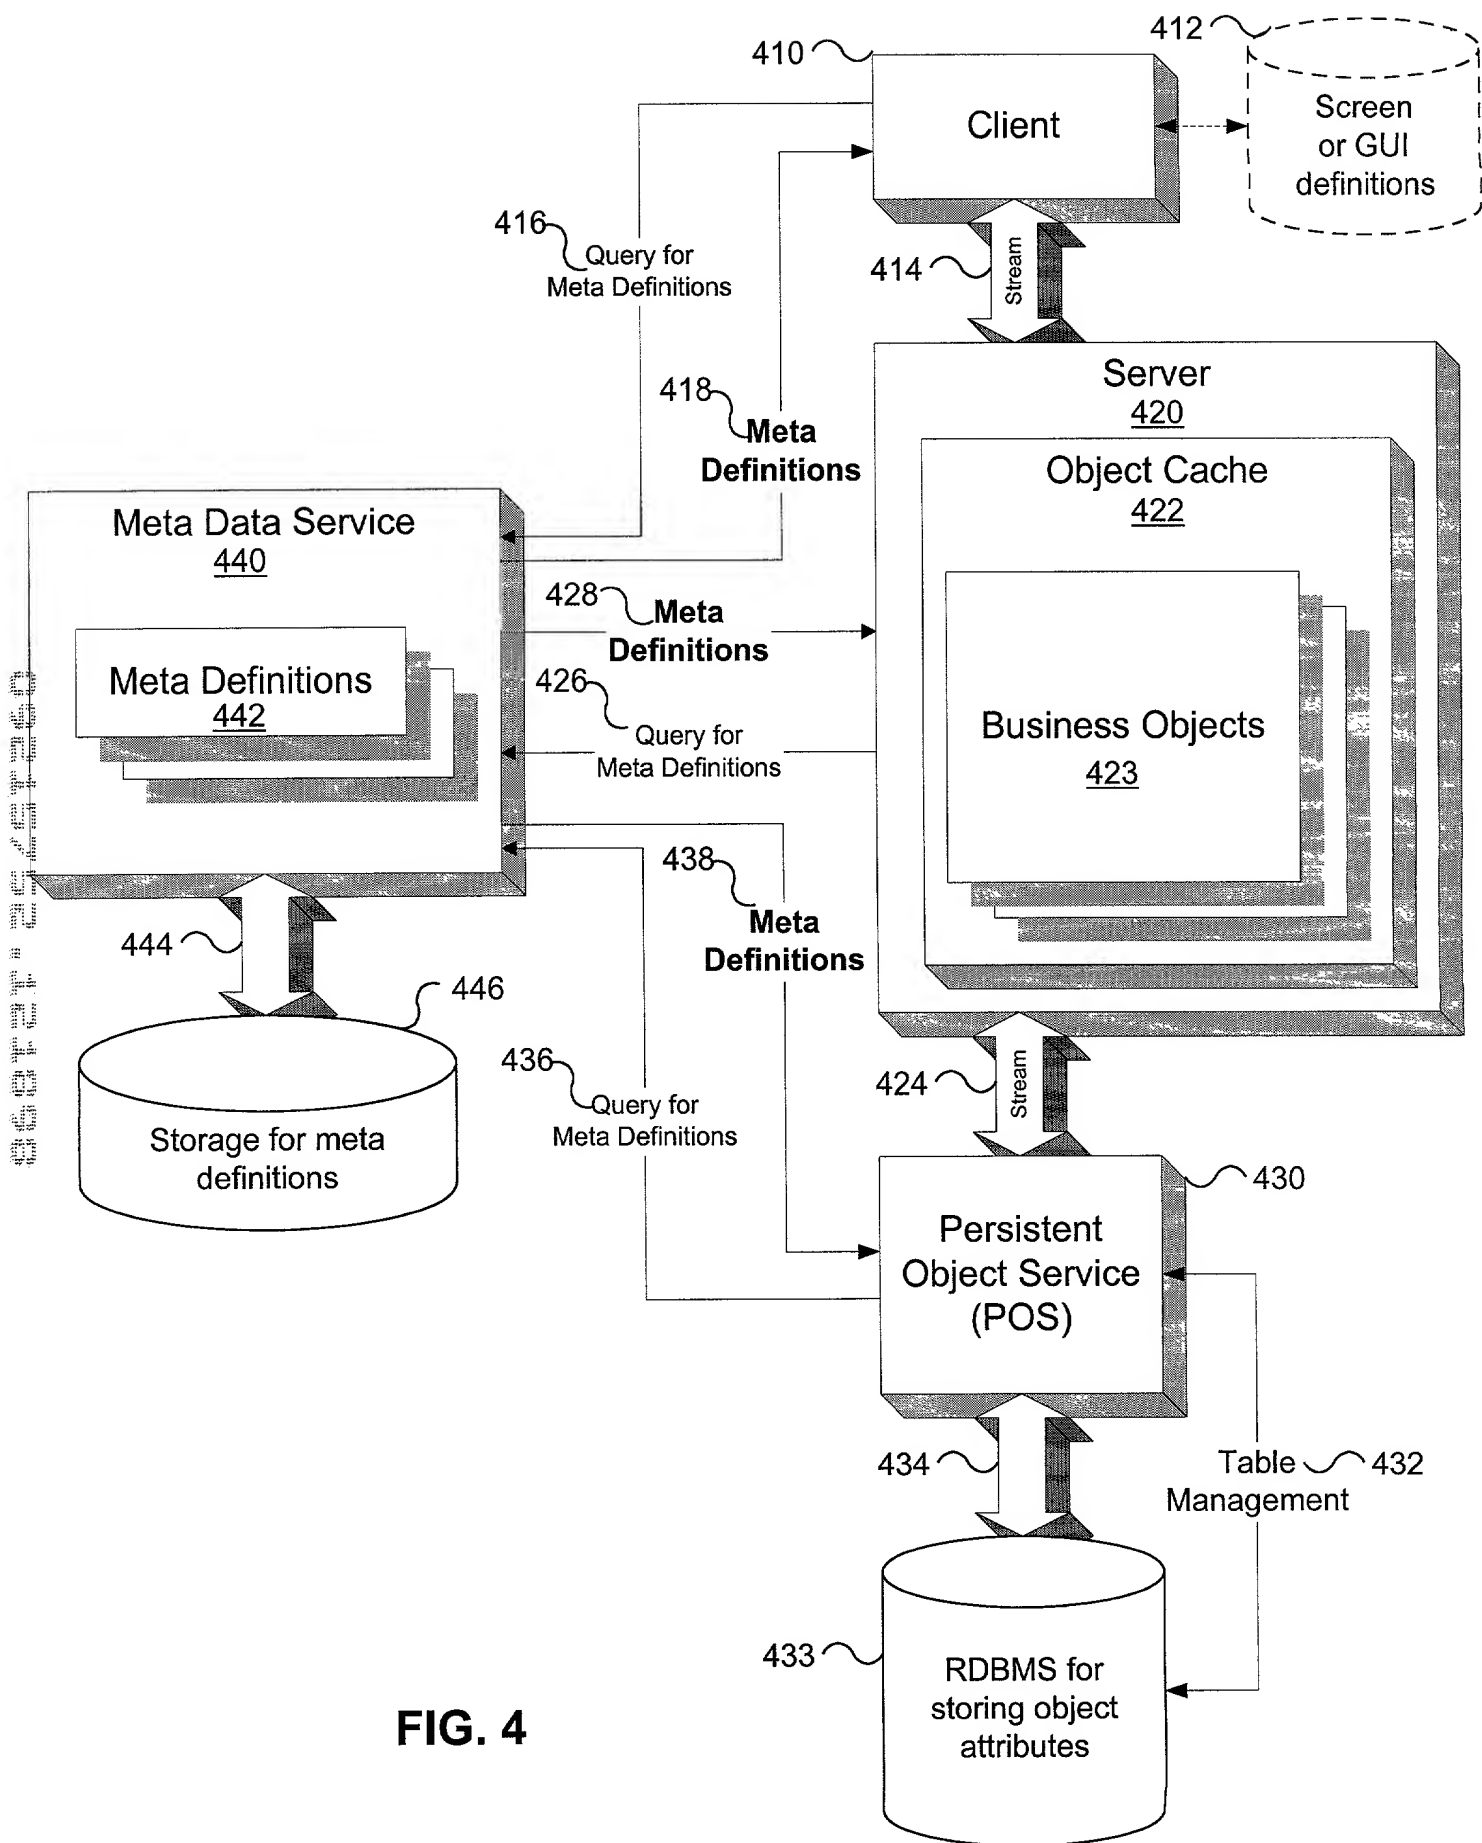 412
410
Client
Screen
or GUI
definitions
416
Query for
Meta Definitions
414
Stream
Server
420
418
Meta
Definitions
Object Cache
422
Meta Data Service
440
428
Meta
Definitions
Meta Definitions
442
426
Query for
Meta Definitions
Business Objects
423
438
Meta
Definitions
444
446
436
Query for
Meta Definitions
424
Stream
Storage for meta
definitions
430
Persistent
Object Service
(POS)
434
Table
Management
432
433
RDBMS for
storing object
attributes
FIG. 4